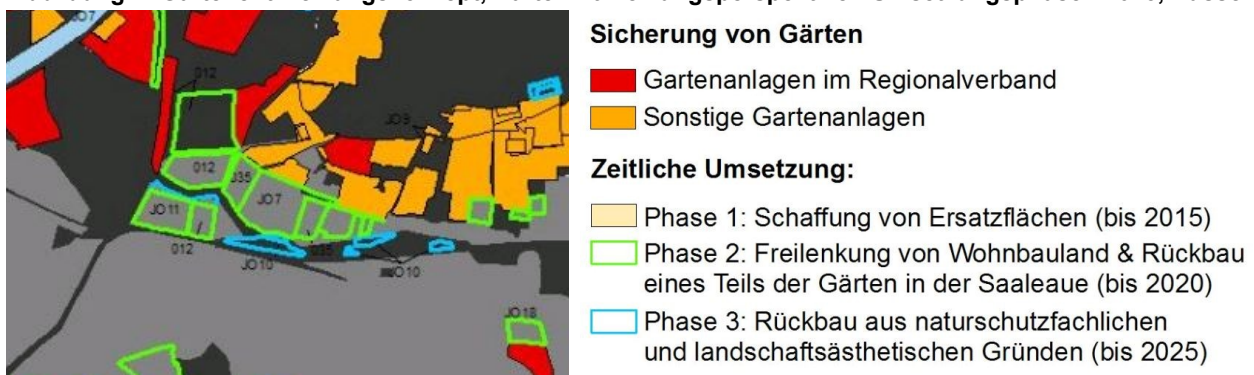 JO7
012
JO9
012
J35
JO7
JO11
012
JO10
035
JO10
JO18
Sicherung von Gärten
Gartenanlagen im Regionalverband
Sonstige Gartenanlagen
Zeitliche Umsetzung:
Phase 1: Schaffung von Ersatzflächen (bis 2015)
Phase 2: Freilenkung von Wohnbauland & Rückbau
eines Teils der Gärten in der Saaleaue (bis 2020)
Phase 3: Rückbau aus naturschutzfachlichen
und landschaftsästhetischen Gründen (bis 2025)